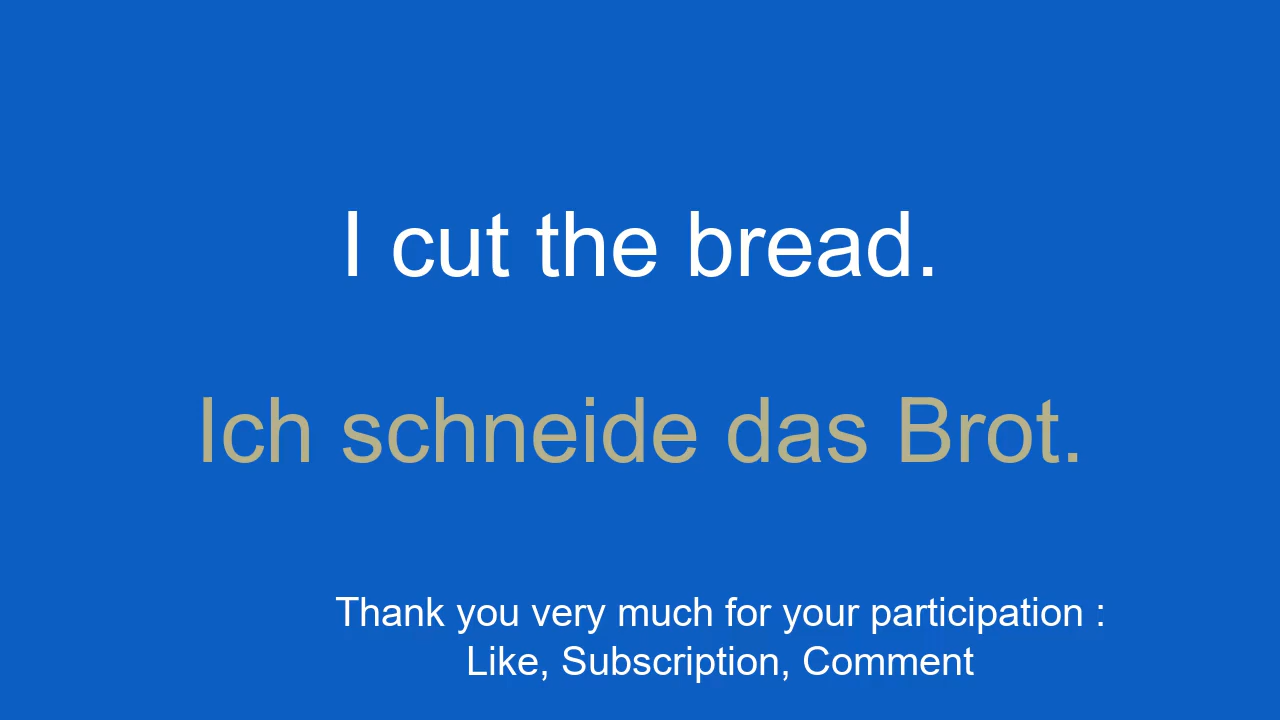 I cut the bread.
Ich schneide das Brot.
Thank you very much for your participation :
Like, Subscription, Comment